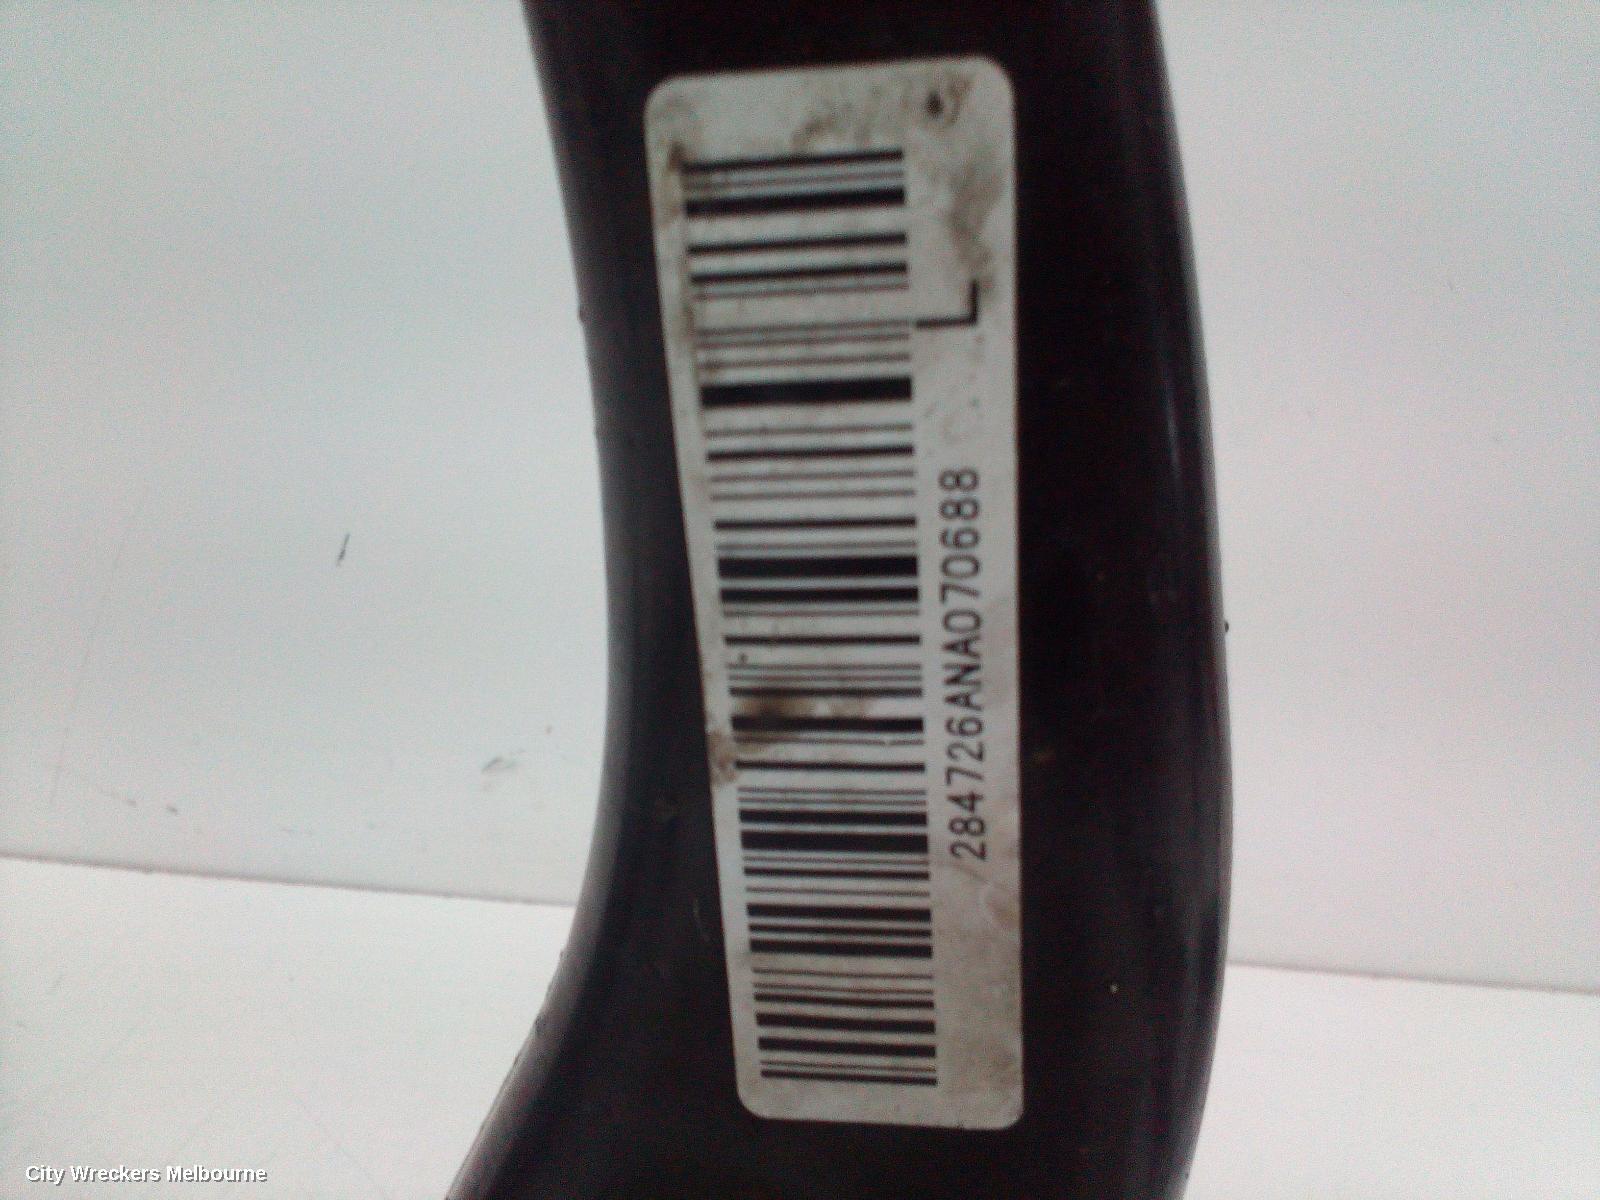 L
284726ANA070688
City Wreckers Melbourne